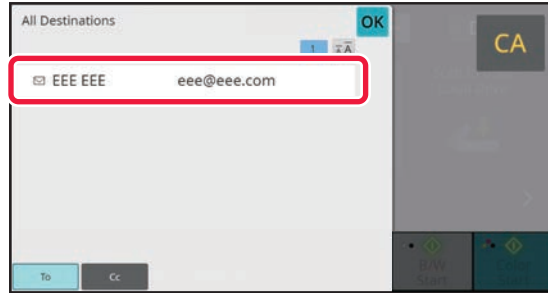 All Destinations
OK
CA
1
EEE EEE eee@eee.com
To
Cc
B/W
Start
Color
Start